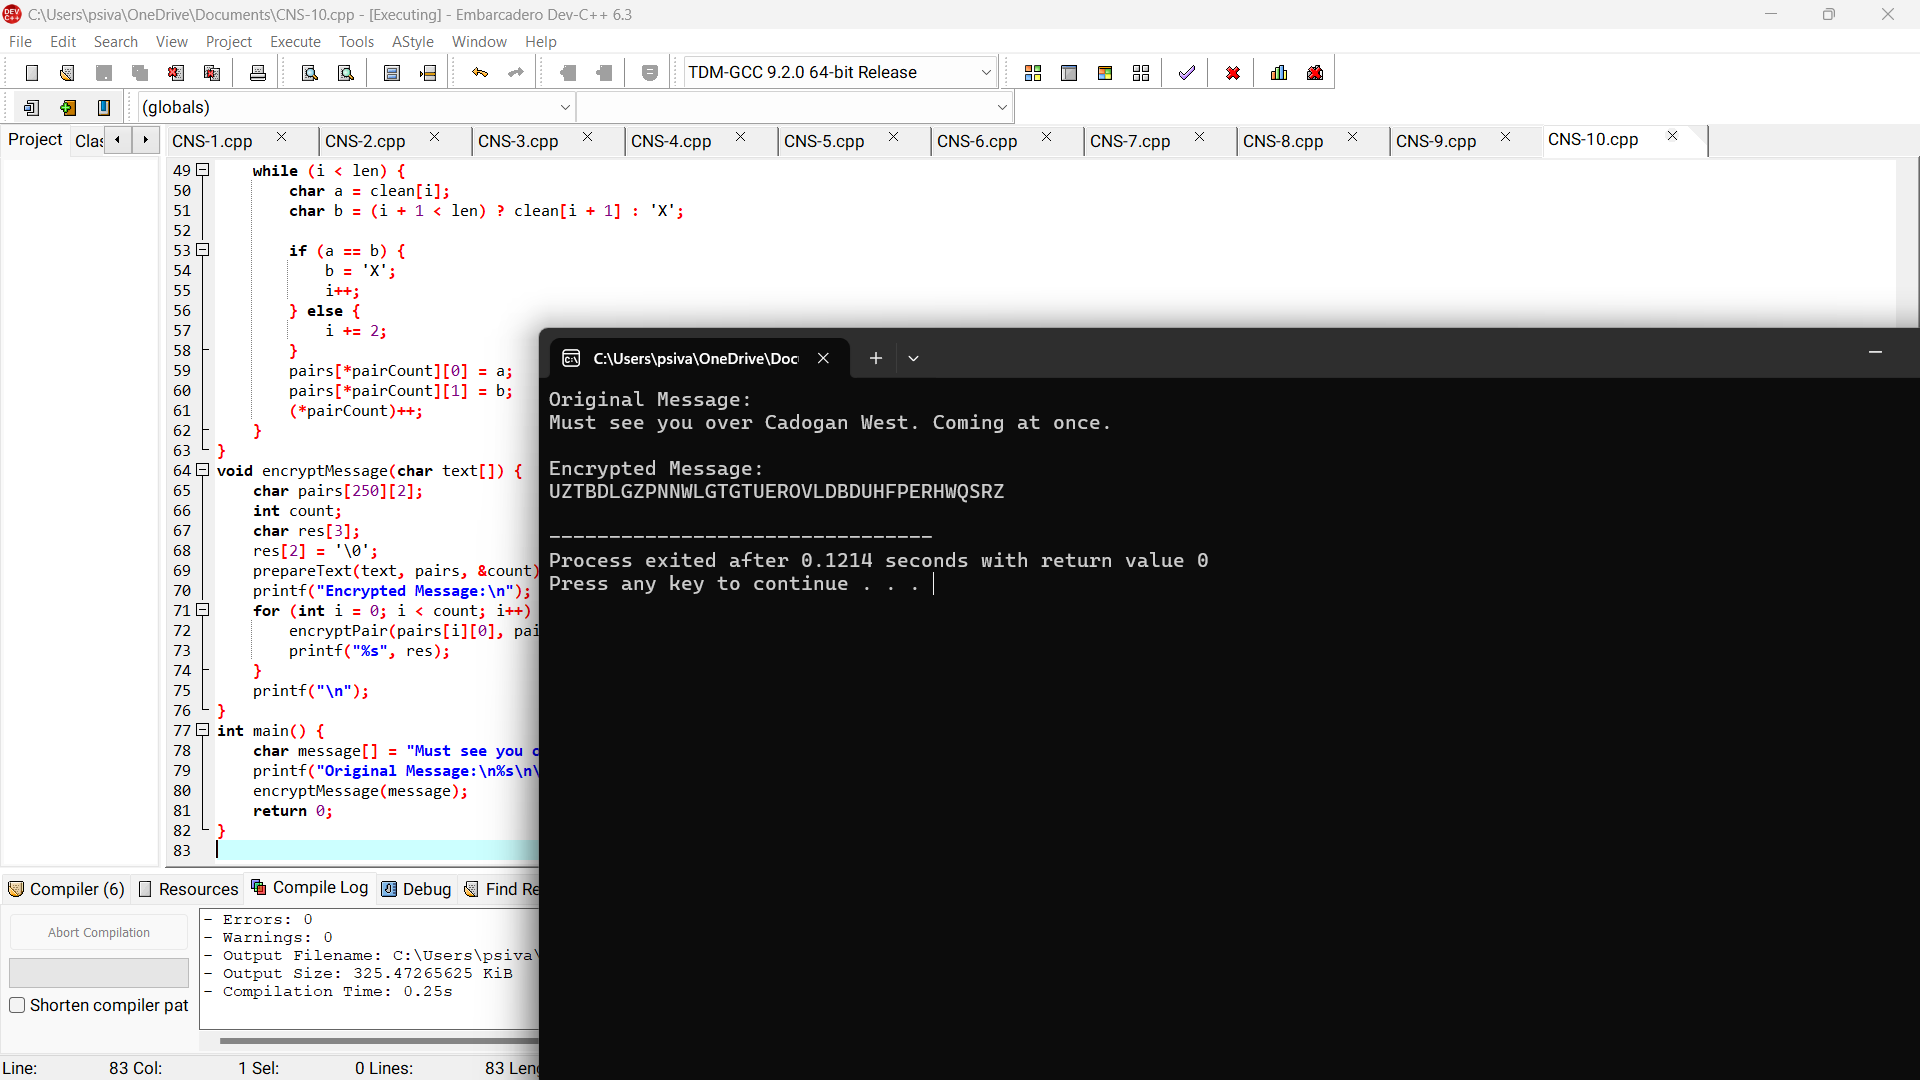 C:\Users\psiva\OneDrive\Documents\CNS-10.cpp - [Executing] - Embarcadero Dev-C++ 6.3
File Edit Search View Project Execute Tools AStyle Window Help
TDM-GCC 9.2.0 64-bit Release
(globals)
Project Clas CNS-1.cpp CNS-2.cpp CNS-3.cpp CNS-4.cpp CNS-5.cpp CNS-6.cpp CNS-7.cpp CNS-8.cpp CNS-9.cpp CNS-10.cpp
49 while (i < len) {
50 char a = clean[i];
51 char b = (i + 1 < len) ? clean[i + 1] : 'X';
52
53 if (a == b) {
54 b = 'X';
55 i++;
56 } else {
57 i += 2;
58 }
59 pairs[*pairCount][0] = a;
60 pairs[*pairCount][1] = b;
61 (*pairCount)++;
62 }
63 }
64 void encryptMessage(char text[]) {
65 char pairs[250][2];
66 int count;
67 char res[3];
68 res[2] = '\0';
69 prepareText(text, pairs, &count)
70 printf("Encrypted Message:\n");
71 for (int i = 0; i < count; i++)
72 encryptPair(pairs[i][0], pai
73 printf("%s", res);
74 }
75 printf("\n");
76 }
77 int main() {
78 char message[] = "Must see you o
79 printf("Original Message:\n%s\n\
80 encryptMessage(message);
81 return 0;
82 }
83
C:\Users\psiva\OneDrive\Doc
Original Message:
Must see you over Cadogan West. Coming at once.
Encrypted Message:
UZTBDLGZPNNWLGTGTUEROVLDBDUHFPERHWQSRZ
--------------------------------
Process exited after 0.1214 seconds with return value 0
Press any key to continue . . .
Compiler (6) Resources Compile Log Debug Find Re
Abort Compilation
Shorten compiler pat
- Errors: 0
- Warnings: 0
- Output Filename: C:\Users\psiva\
- Output Size: 325.47265625 KiB
- Compilation Time: 0.25s
Line: 83 Col: 1 Sel: 0 Lines: 83 Len